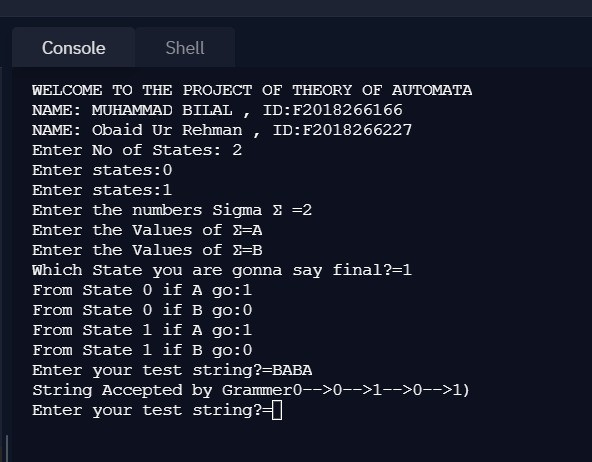 Console
Shell
WELCOME TO THE PROJECT OF THEORY OF AUTOMATA
NAME: MUHAMMAD BILAL , ID:F2018266166
NAME: Obaid Ur Rehman , ID:F2018266227
Enter No of States: 2
Enter states:0
Enter states:1
Enter the numbers Sigma Σ =2
Enter the Values of Σ=A
Enter the Values of Σ=B
Which State you are gonna say final?=1
From State 0 if A go:1
From State 0 if B go:0
From State 1 if A go:1
From State 1 if B go:0
Enter your test string?=BABA
String Accepted by Grammer0-->0-->1-->0-->1)
Enter your test string?=